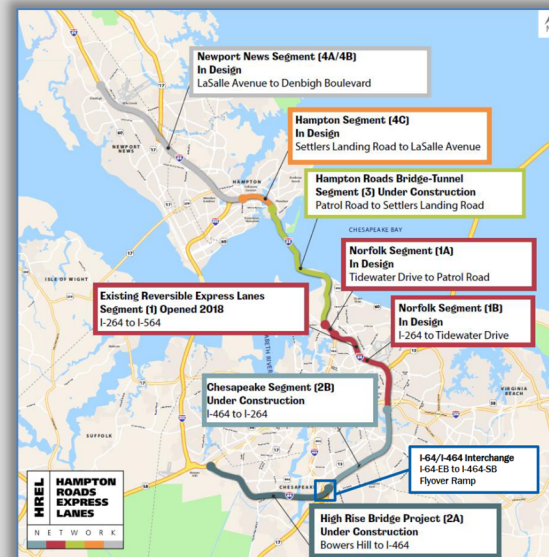 Newport News Segment (4A/4B)
In Design
LaSalle Avenue to Denbigh Boulevard
Hampton Segment (4C)
In Design
Settlers Landing Road to LaSalle Avenue
Hampton Roads Bridge-Tunnel
Segment (3) Under Construction
Patrol Road to Settlers Landing Road
NEWPORT
NEWS
HAMPTON
CHESAPEAKE BAY
Norfolk Segment (1A)
In Design
Tidewater Drive to Patrol Road
ISLE OF WIGHT
Existing Reversible Express Lanes
Segment (1) Opened 2018
I-264 to I-564
Norfolk Segment (1B)
In Design
I-264 to Tidewater Drive
Chesapeake Segment (2B)
Under Construction
I-464 to I-264
VIRGINIA
BEACH
SUFFOLK
I-64/I-464 Interchange
I-64-EB to I-464-SB
Flyover Ramp
CHESAPEAKE
HREL
HAMPTON
ROADS
EXPRESS
LANES
NETWORK
High Rise Bridge Project (2A)
Under Construction
Bowers Hill to I-464